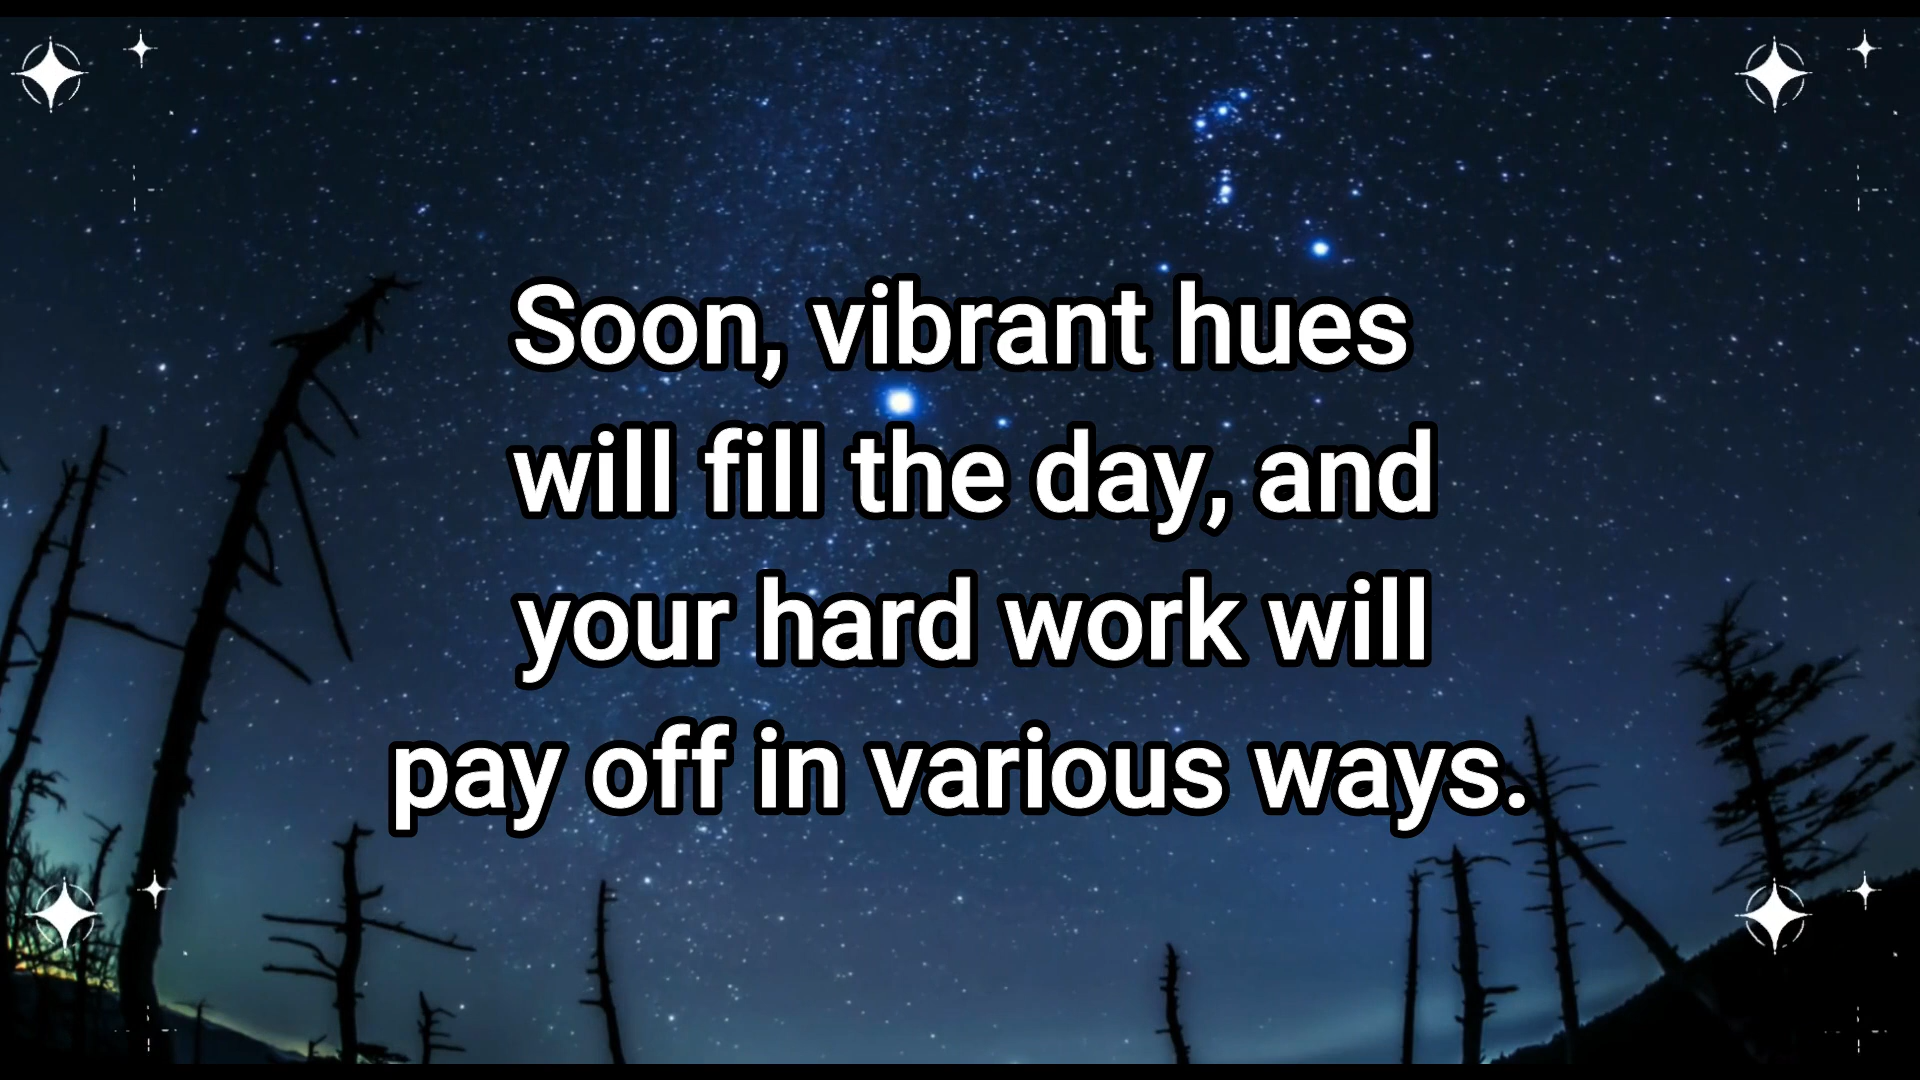 Soon, vibrant hues
will fill the day, and
your hard work will
pay off in various ways.